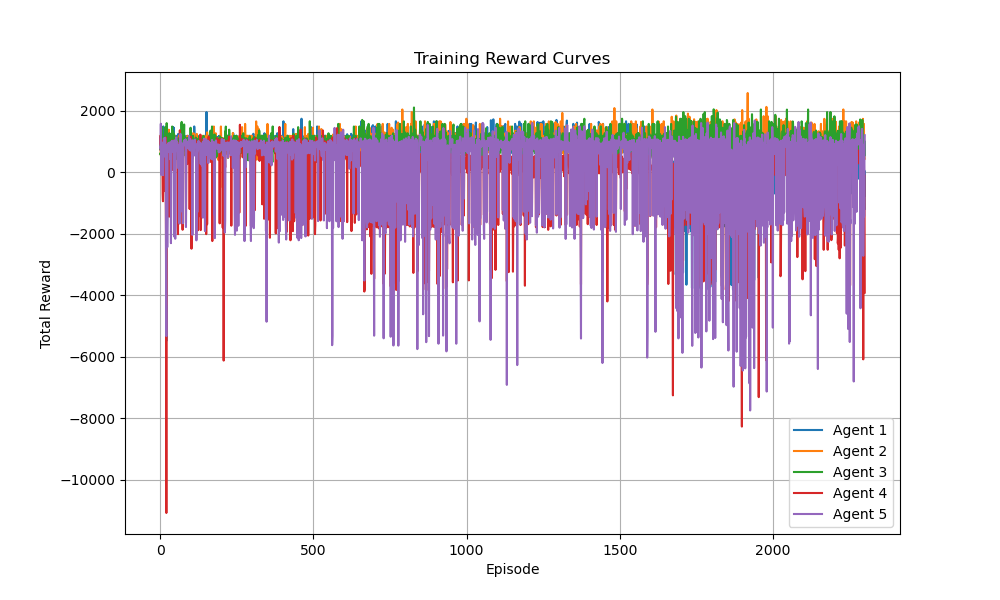 Training Reward Curves
Total Reward
2000
0
−2000
−4000
−6000
−8000
−10000
0
500
1000
1500
2000
Episode
Agent 1
Agent 2
Agent 3
Agent 4
Agent 5